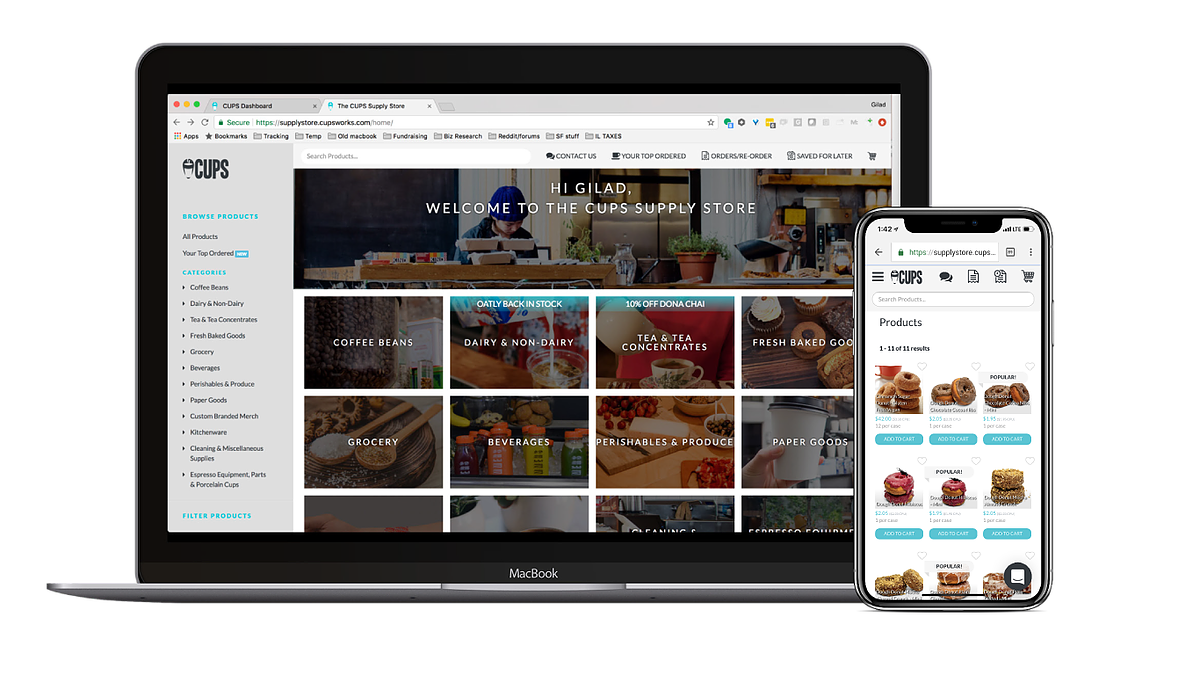 CUPS Dashboard
The CUPS Supply Store
Gilad
Secure
https://supplystore.cupsworks.com/home/
Apps
Bookmarks
Tracking
Temp
Old macbook
Fundraising
Biz Research
Reddit/forums
SF stuff
IL TAXES
CUPS
Search Products...
CONTACT US
YOUR TOP ORDERED
ORDERS/RE-ORDER
SAVED FOR LATER
HI GILAD,
WELCOME TO THE CUPS SUPPLY STORE
BROWSE PRODUCTS
All Products
Your Top Ordered NEW
CATEGORIES
Coffee Beans
Dairy & Non-Dairy
Tea & Tea Concentrates
Fresh Baked Goods
Grocery
Beverages
Perishables & Produce
Paper Goods
Custom Branded Merch
Kitchenware
Cleaning & Miscellaneous
Supplies
Espresso Equipment, Parts
& Porcelain Cups
FILTER PRODUCTS
COFFEE BEANS
OATLY BACK IN STOCK
DAIRY & NON-DAIRY
10% OFF DONA CHAI
TEA & TEA
CONCENTRATES
FRESH BAKED GOO
GROCERY
BEVERAGES
PERISHABLES & PRODUCE
PAPER GOODS
CLEANING &
ESPRESSO EQUIPME
MacBook
1:42
LTE
https://supplystore.cups...
CUPS
Search Products...
Products
1 - 11 of 11 results
POPULAR!
$42.00
12 per case
ADD TO CART
$2.05
1 per case
ADD TO CART
$1.95
1 per case
ADD TO CART
POPULAR!
$2.05
1 per case
ADD TO CART
$1.95
1 per case
ADD TO CART
$2.05
1 per case
ADD TO CART
POPULAR!